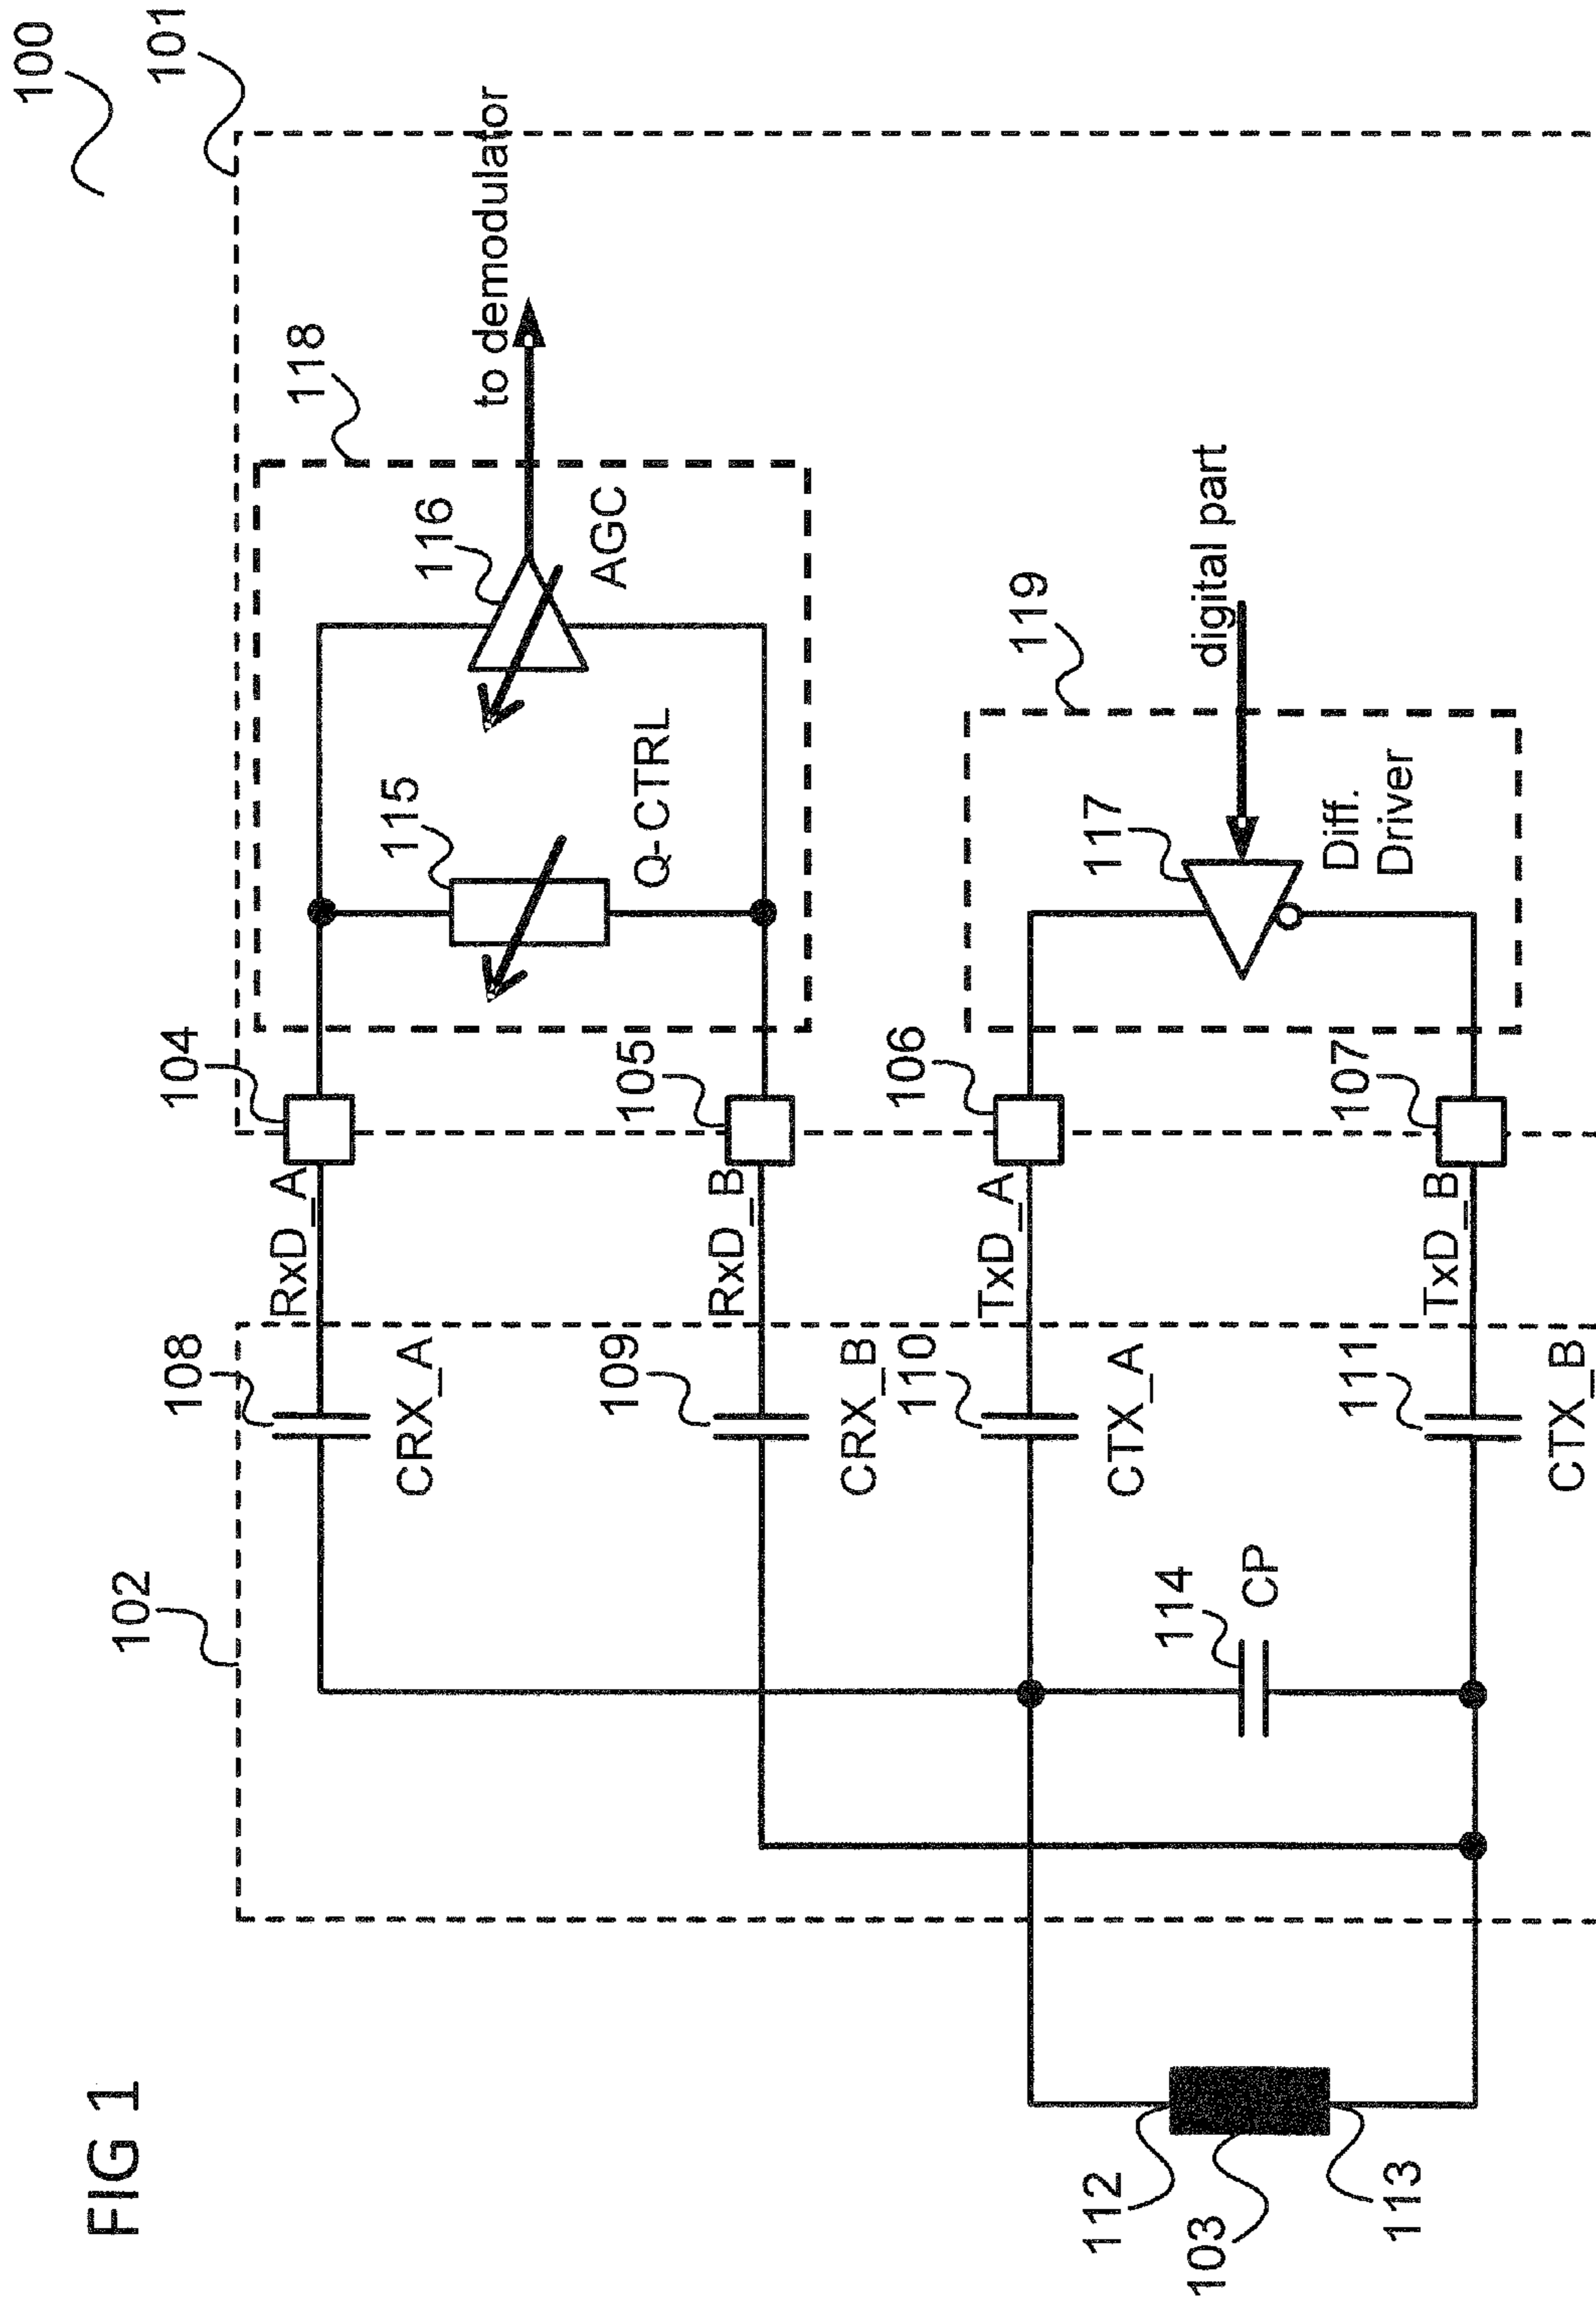 FIG 1
100
101
102
104
108
RxD_A
CRX_A
118
115
116
Q-CTRL
AGC
to demodulator
109
105
RxD_B
CRX_B
110
106
TxD_A
CTX_A
119
117
digital part
Diff.
Driver
114
CP
112
103
113
111
107
TxD_B
CTX_B